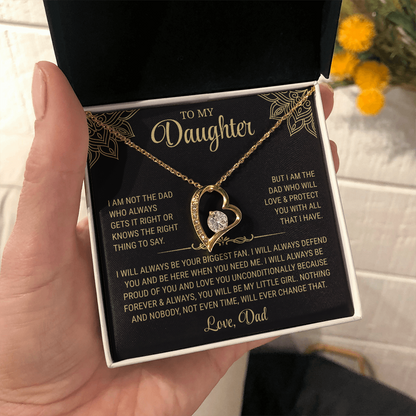 TO MY
Daughter
I AM NOT THE DAD
WHO ALWAYS
GETS IT RIGHT OR
KNOWS THE RIGHT
THING TO SAY.
BUT I AM THE
DAD WHO WILL
LOVE & PROTECT
YOU WITH ALL
THAT I HAVE.
I WILL ALWAYS BE YOUR BIGGEST FAN. I WILL ALWAYS DEFEND
YOU AND BE HERE WHEN YOU NEED ME. I WILL ALWAYS BE
PROUD OF YOU AND LOVE YOU UNCONDITIONALLY BECAUSE
FOREVER & ALWAYS, YOU WILL BE MY LITTLE GIRL. NOTHING
AND NOBODY, NOT EVEN TIME, WILL EVER CHANGE THAT.
Love, Dad